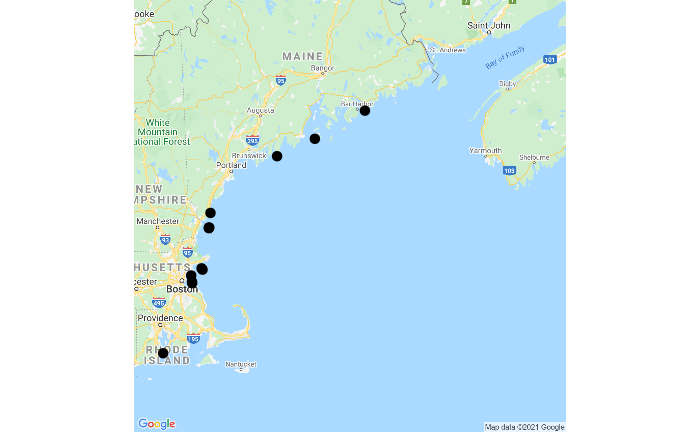 ooke
Saint John
St. Andrews
MAINE
Bangor
Bay of Fundy
101
95
Digby
Bar Harbor
Augusta
White
Mountain
National Forest
295
Brunswick
Yarmouth
Shelburne
Portland
103
NEW
MPSHIRE
Manchester
93
95
HUSETTS
cester
Boston
495
Providence
195
RHODE
ISLAND
Nantucket
Google
Map data ©2021 Google